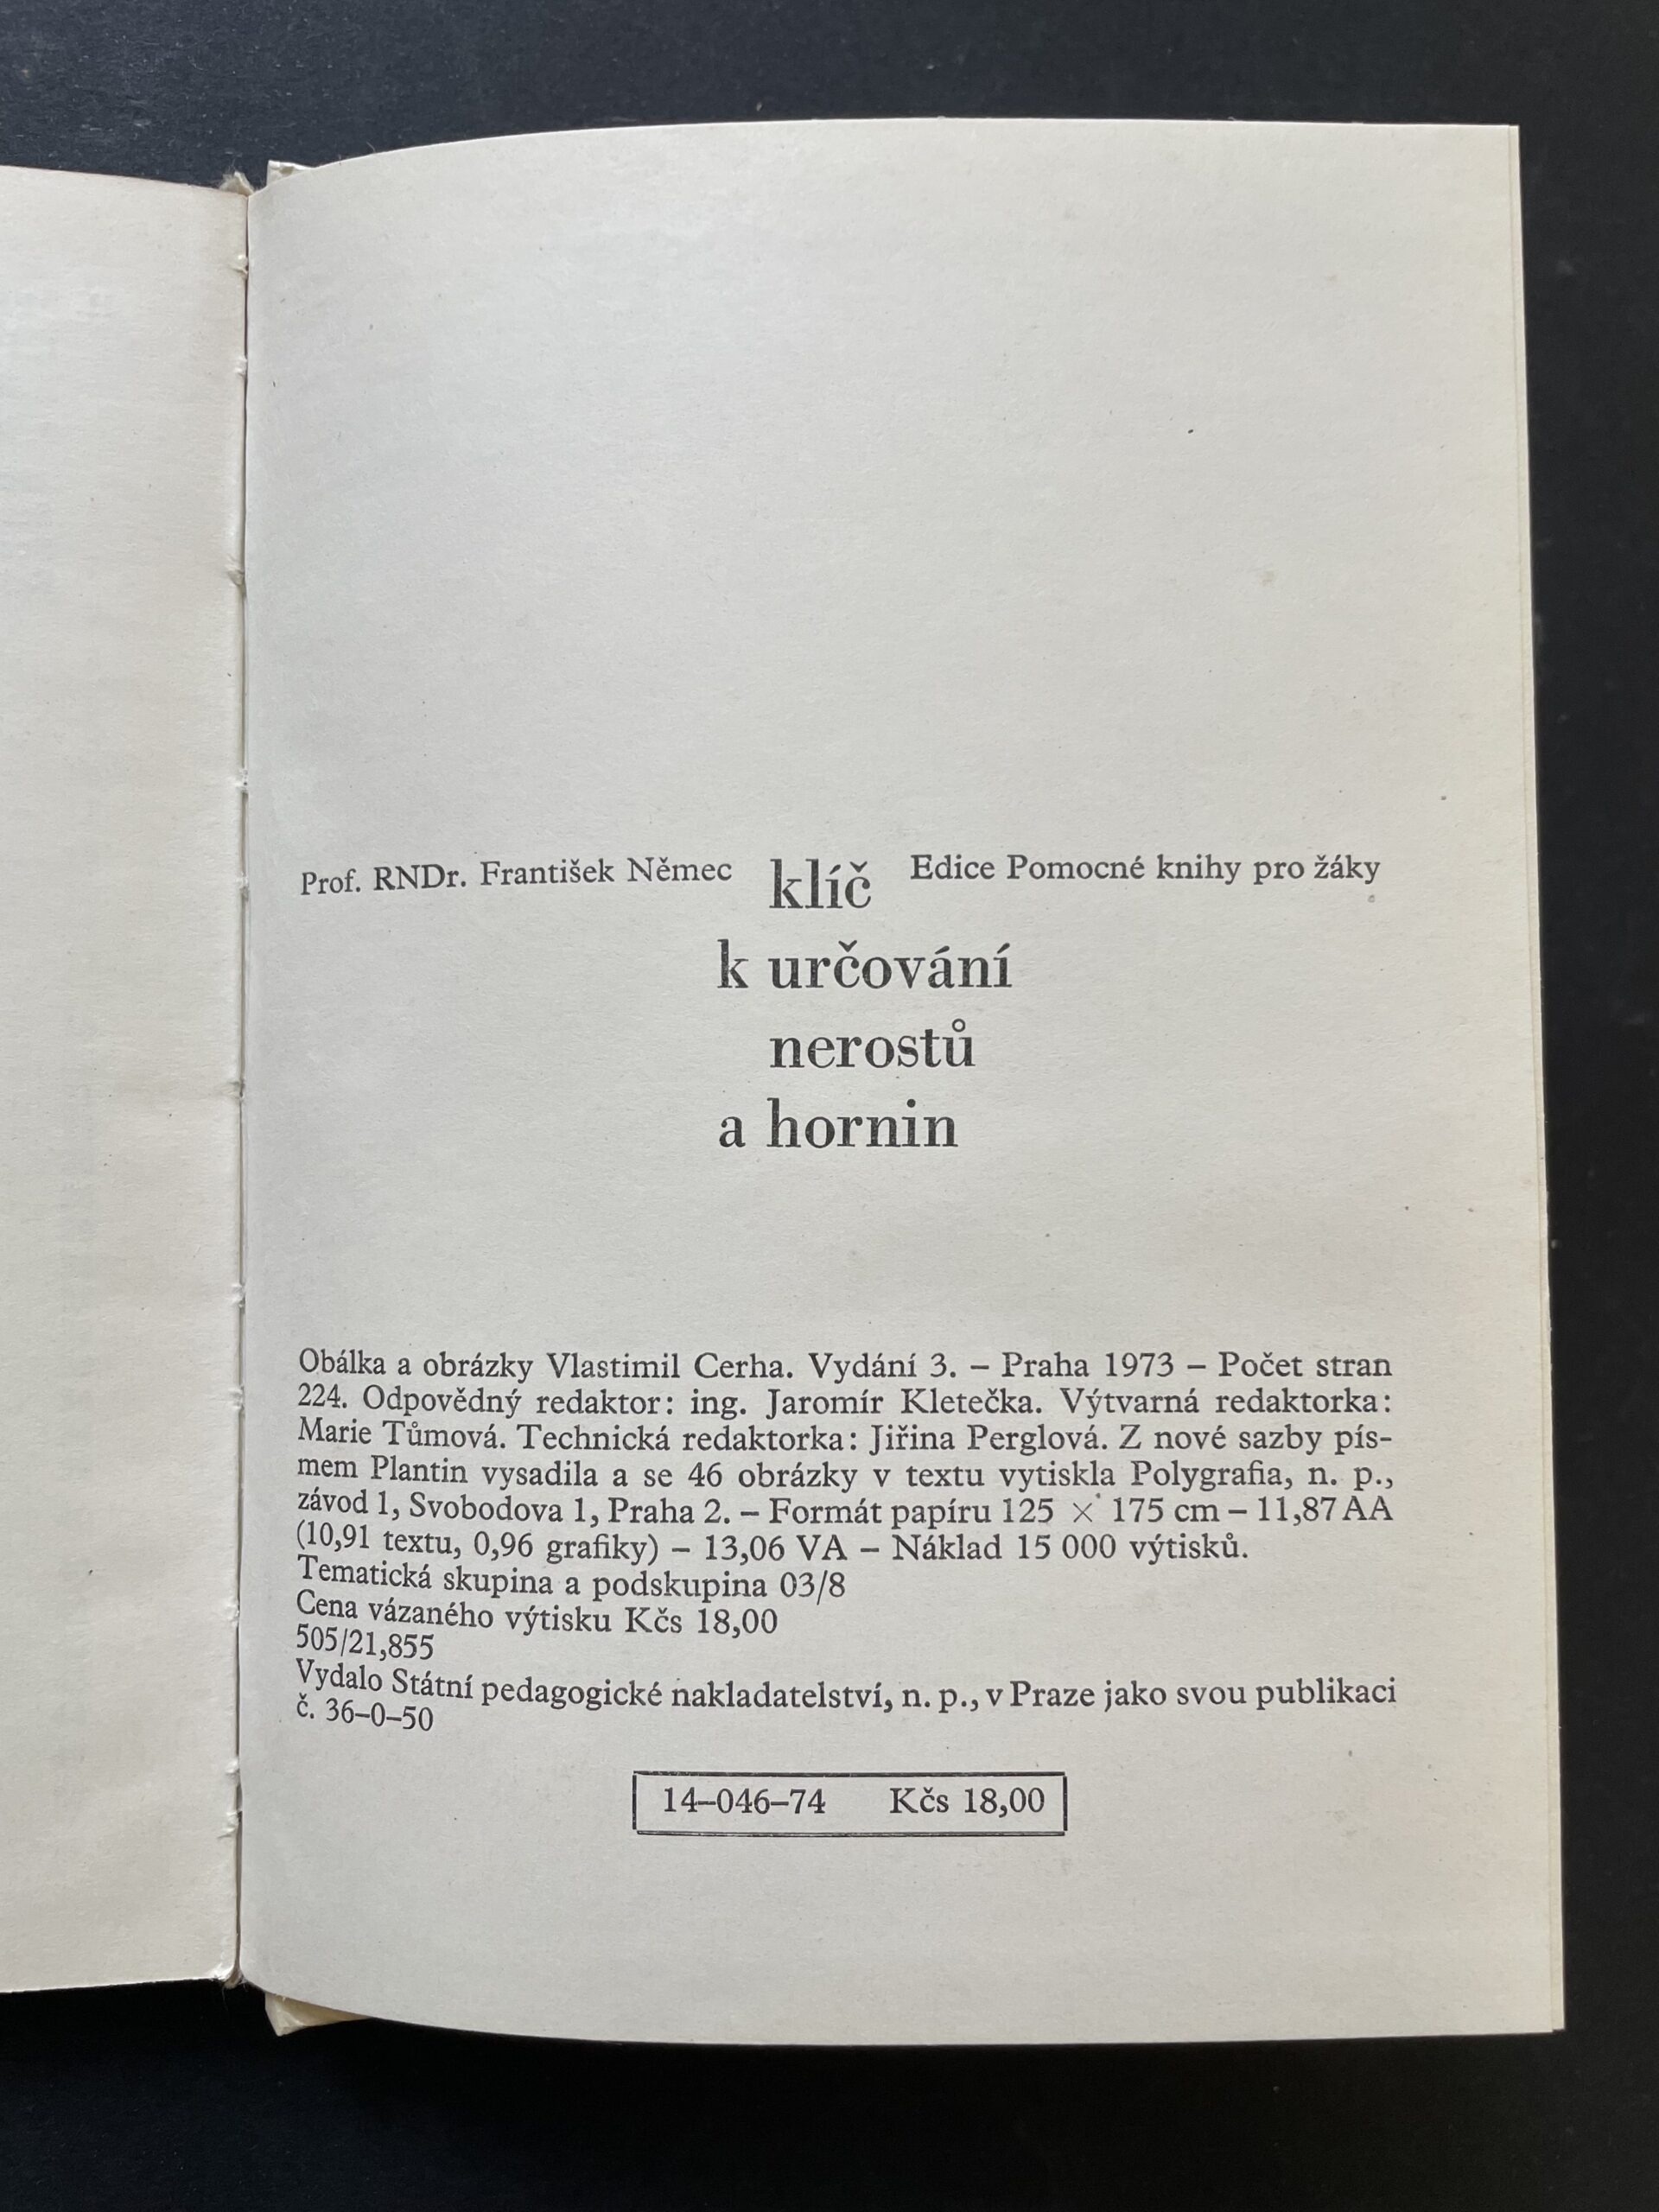 Prof. RNDr. František Němec klíč Edice Pomocné knihy pro žáky
k určování
nerostů
a hornin
Obálka a obrázky Vlastimil Cerha. Vydání 3. – Praha 1973 – Počet stran
224. Odpovědný redaktor: ing. Jaromír Kletečka. Výtvarná redaktorka:
Marie Tůmová. Technická redaktorka: Jiřina Perglová. Z nové sazby pís-
mem Plantin vysadila a se 46 obrázky v textu vytiskla Polygrafia, n. p.,
závod 1, Svobodova 1, Praha 2. – Formát papíru 125 × 175 cm – 11,87 AA
(10,91 textu, 0,96 grafiky) – 13,06 VA – Náklad 15 000 výtisků.
Tematická skupina a podskupina 03/8
Cena vázaného výtisku Kčs 18,00
505/21,855
Vydalo Státní pedagogické nakladatelství, n. p., v Praze jako svou publikaci
č. 36–0–50
14–046–74 Kčs 18,00